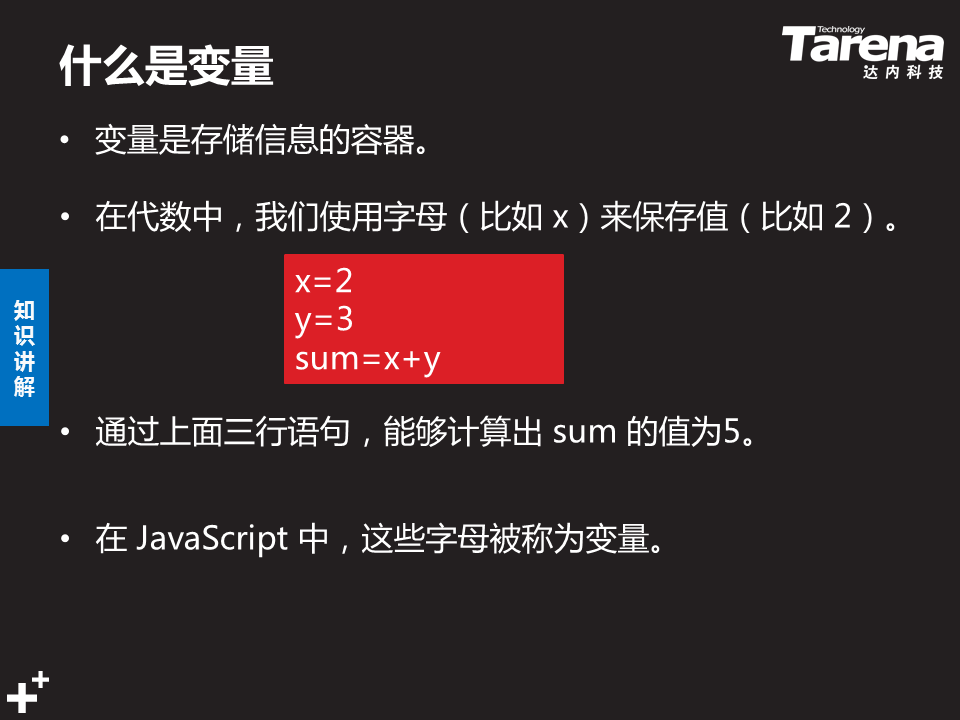 什么是变量
Technology
Tarena
达内科技
• 变量是存储信息的容器。
• 在代数中，我们使用字母（比如 x）来保存值（比如 2）。
x=2
y=3
sum=x+y
知识讲解
• 通过上面三行语句，能够计算出 sum 的值为5。
• 在 JavaScript 中，这些字母被称为变量。